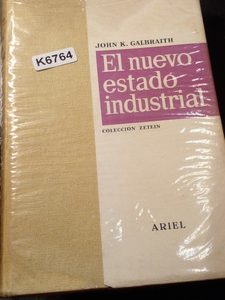 JOHN K. GALBRAITH
K6764
El nuevo
estado
industrial
COLECCION ZETEIN
ARIEL